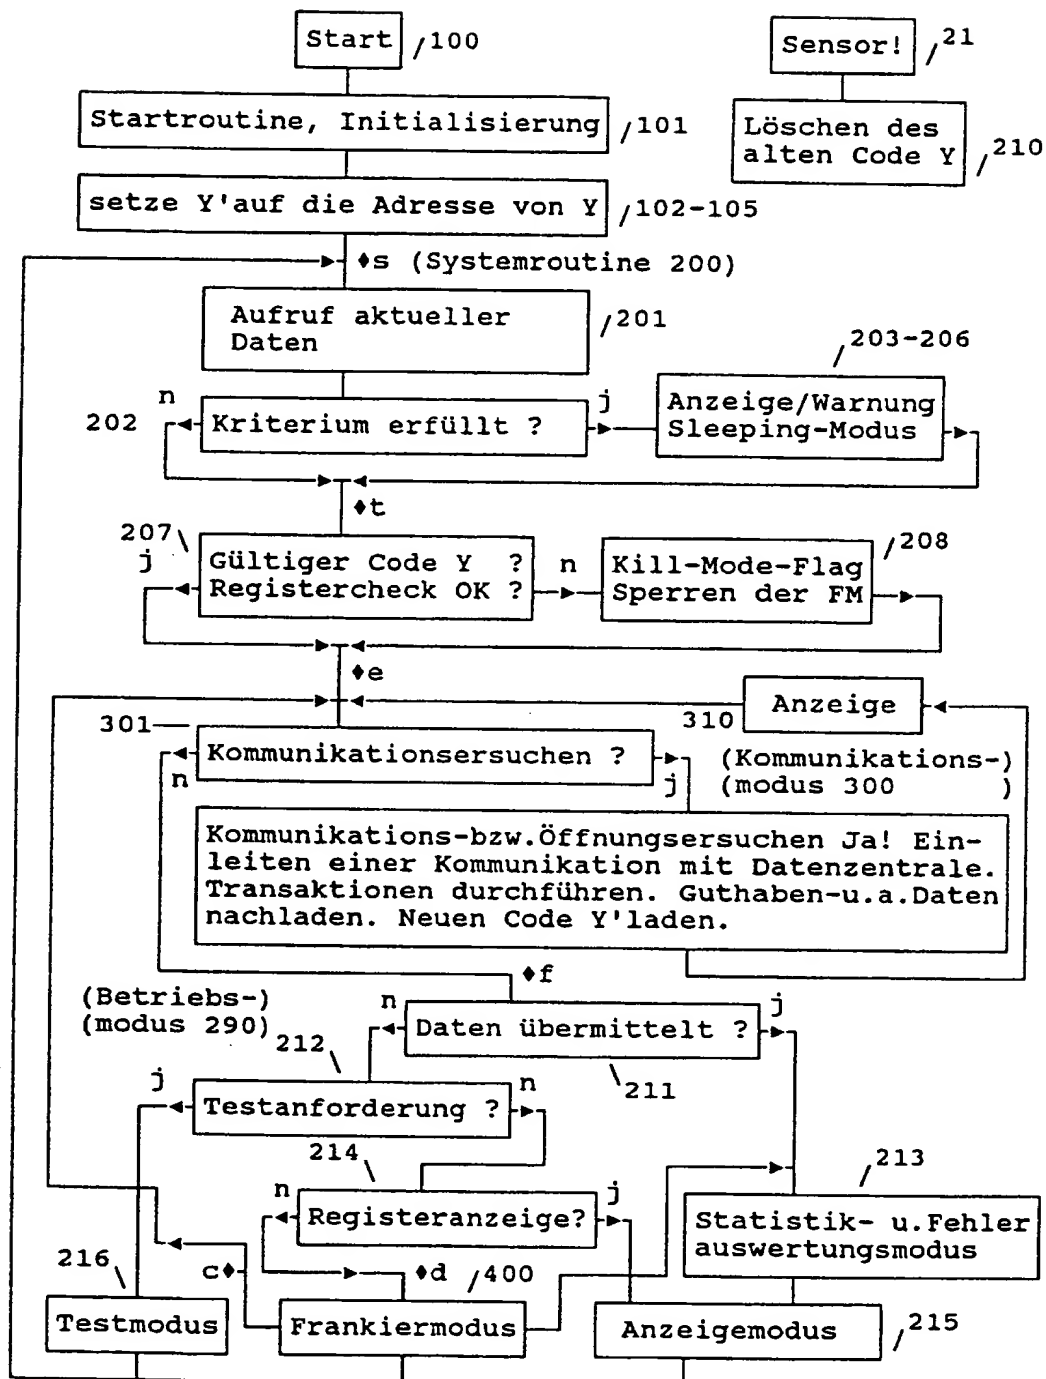 Start /100
Sensor! /21
Startroutine, Initialisierung /101
Löschen des
alten Code Y /210
setze Y'auf die Adresse von Y /102-105
♦s (Systemroutine 200)
Aufruf aktueller
Daten /201
/203-206
n
j
202
Kriterium erfüllt ?
Anzeige/Warnung
Sleeping-Modus
♦t
207\
/208
j
Gültiger Code Y ?
Registercheck OK ?
n
Kill-Mode-Flag
Sperren der FM
♦e
Anzeige
301
310
Kommunikationsersuchen ?
n
j
(Kommunikations-)
(modus 300 )
Kommunikations-bzw.Öffnungsersuchen Ja! Ein-
leiten einer Kommunikation mit Datenzentrale.
Transaktionen durchführen. Guthaben-u.a.Daten
nachladen. Neuen Code Y'laden.
♦f
(Betriebs-)
(modus 290)
n
j
Daten übermittelt ?
212
\
\211
j
n
Testanforderung ?
214
\
/213
n
j
Registeranzeige?
Statistik- u.Fehler
auswertungsmodus
216\
c♦
♦d /400
Testmodus
Frankiermodus
Anzeigemodus /215